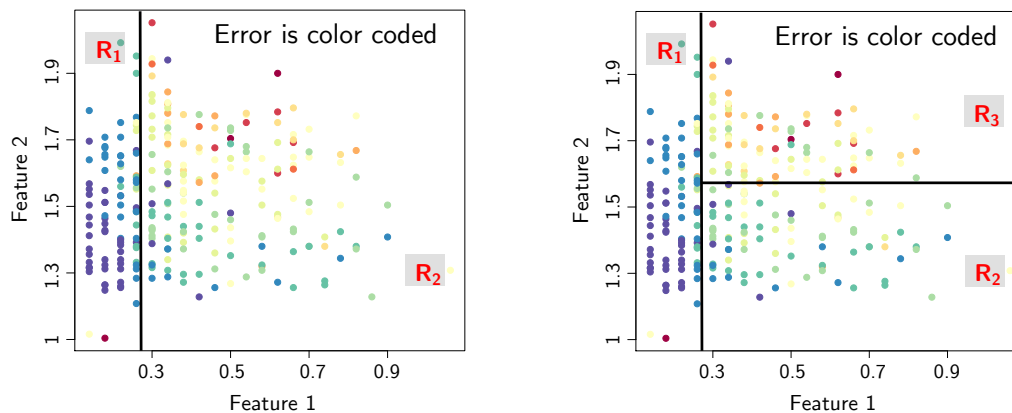 Error is color coded
R1
R2
1.9
1.7
1.5
1.3
1
Feature 2
0.3 0.5 0.7 0.9
Feature 1
Error is color coded
R1
R3
R2
1.9
1.7
1.5
1.3
1
Feature 2
0.3 0.5 0.7 0.9
Feature 1